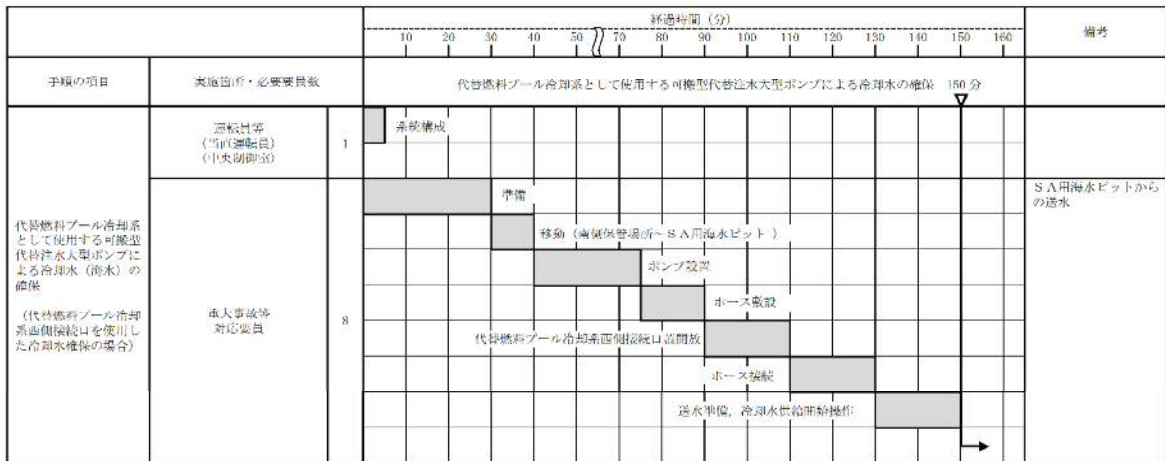 経過時間（分）
備考
10 20 30 40 50 60 70 80 90 100 110 120 130 140 150 160
手順の項目
実施箇所・必要要員数
代替燃料プール冷却系として使用する可搬型代替注水大型ポンプによる冷却水の確保 150分
運転員等
（当直運転員）
（中央制御室）
1
系統構成
代替燃料プール冷却系
として使用する可搬型
代替注水大型ポンプに
よる冷却水（海水）の
確保
（代替燃料プール冷却
系西側接続口を使用し
た冷却水確保の場合）
重大事故等
対応要員
8
準備
移動（南側保管場所～ＳＡ用海水ピット）
ポンプ設置
ホース敷設
代替燃料プール冷却系西側接続口蓋開放
ホース接続
送水準備，冷却水供給開始操作
ＳＡ用海水ピットから
の送水